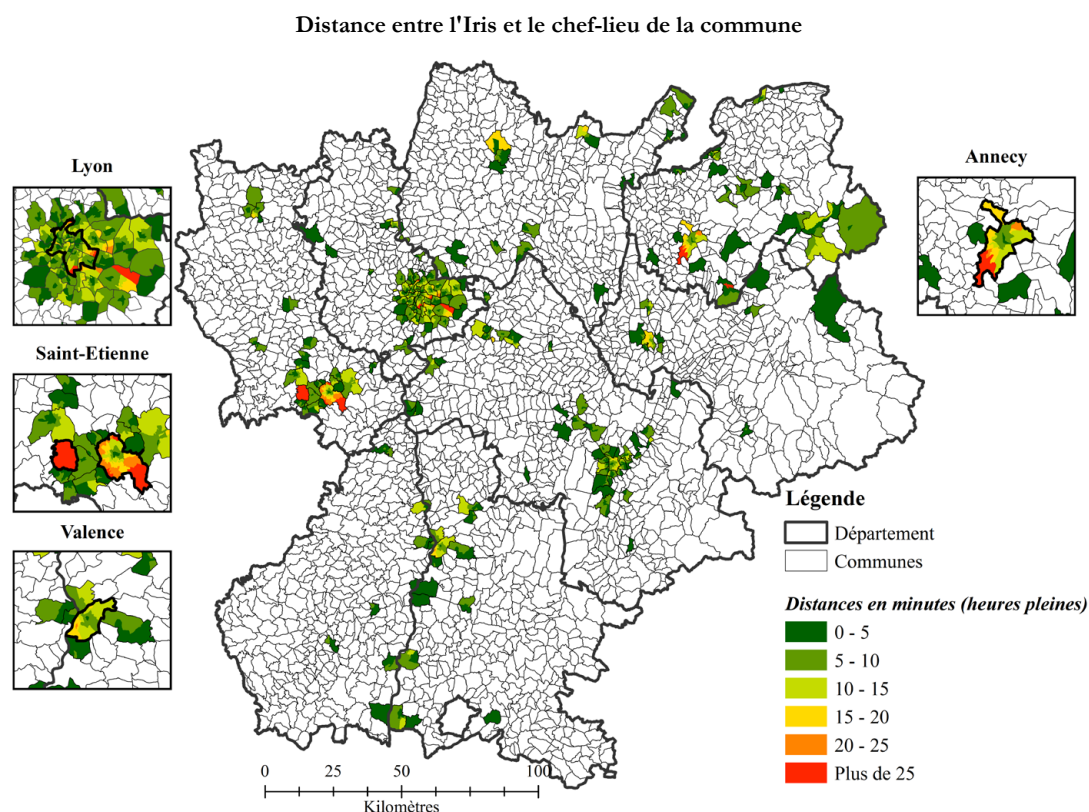 Distance entre l'Iris et le chef-lieu de la commune
Lyon
Annecy
Saint-Etienne
Valence
Légende
Département
Communes
Distances en minutes (heures pleines)
0 - 5
5 - 10
10 - 15
15 - 20
20 - 25
Plus de 25
0 25 50 100
Kilomètres